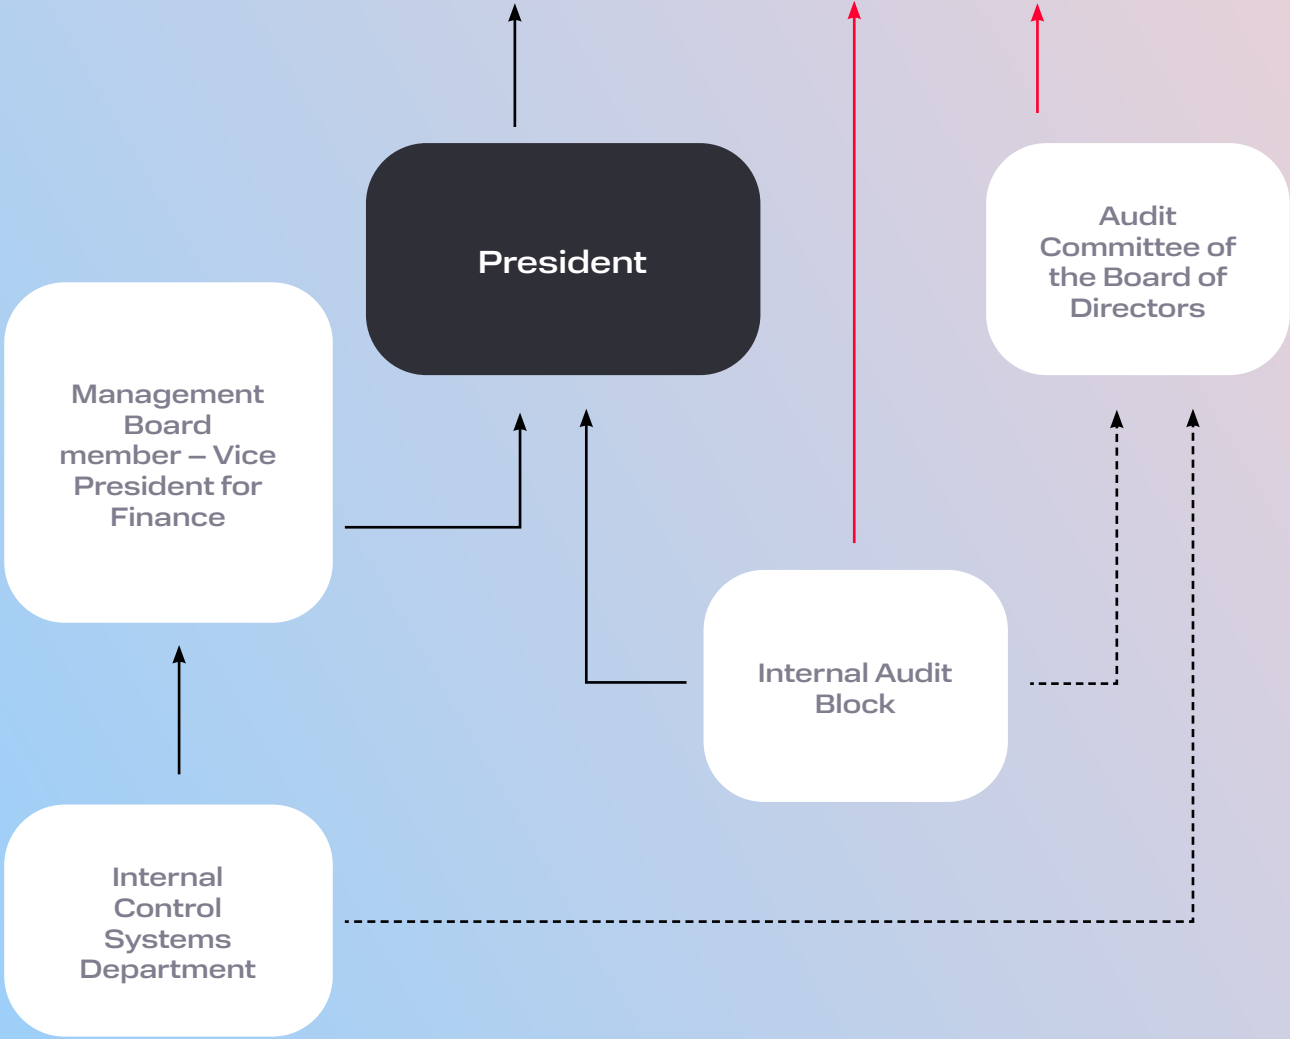 President
Audit
Committee of
the Board of
Directors
Management
Board
member – Vice
President for
Finance
Internal Audit
Block
Internal
Control
Systems
Department